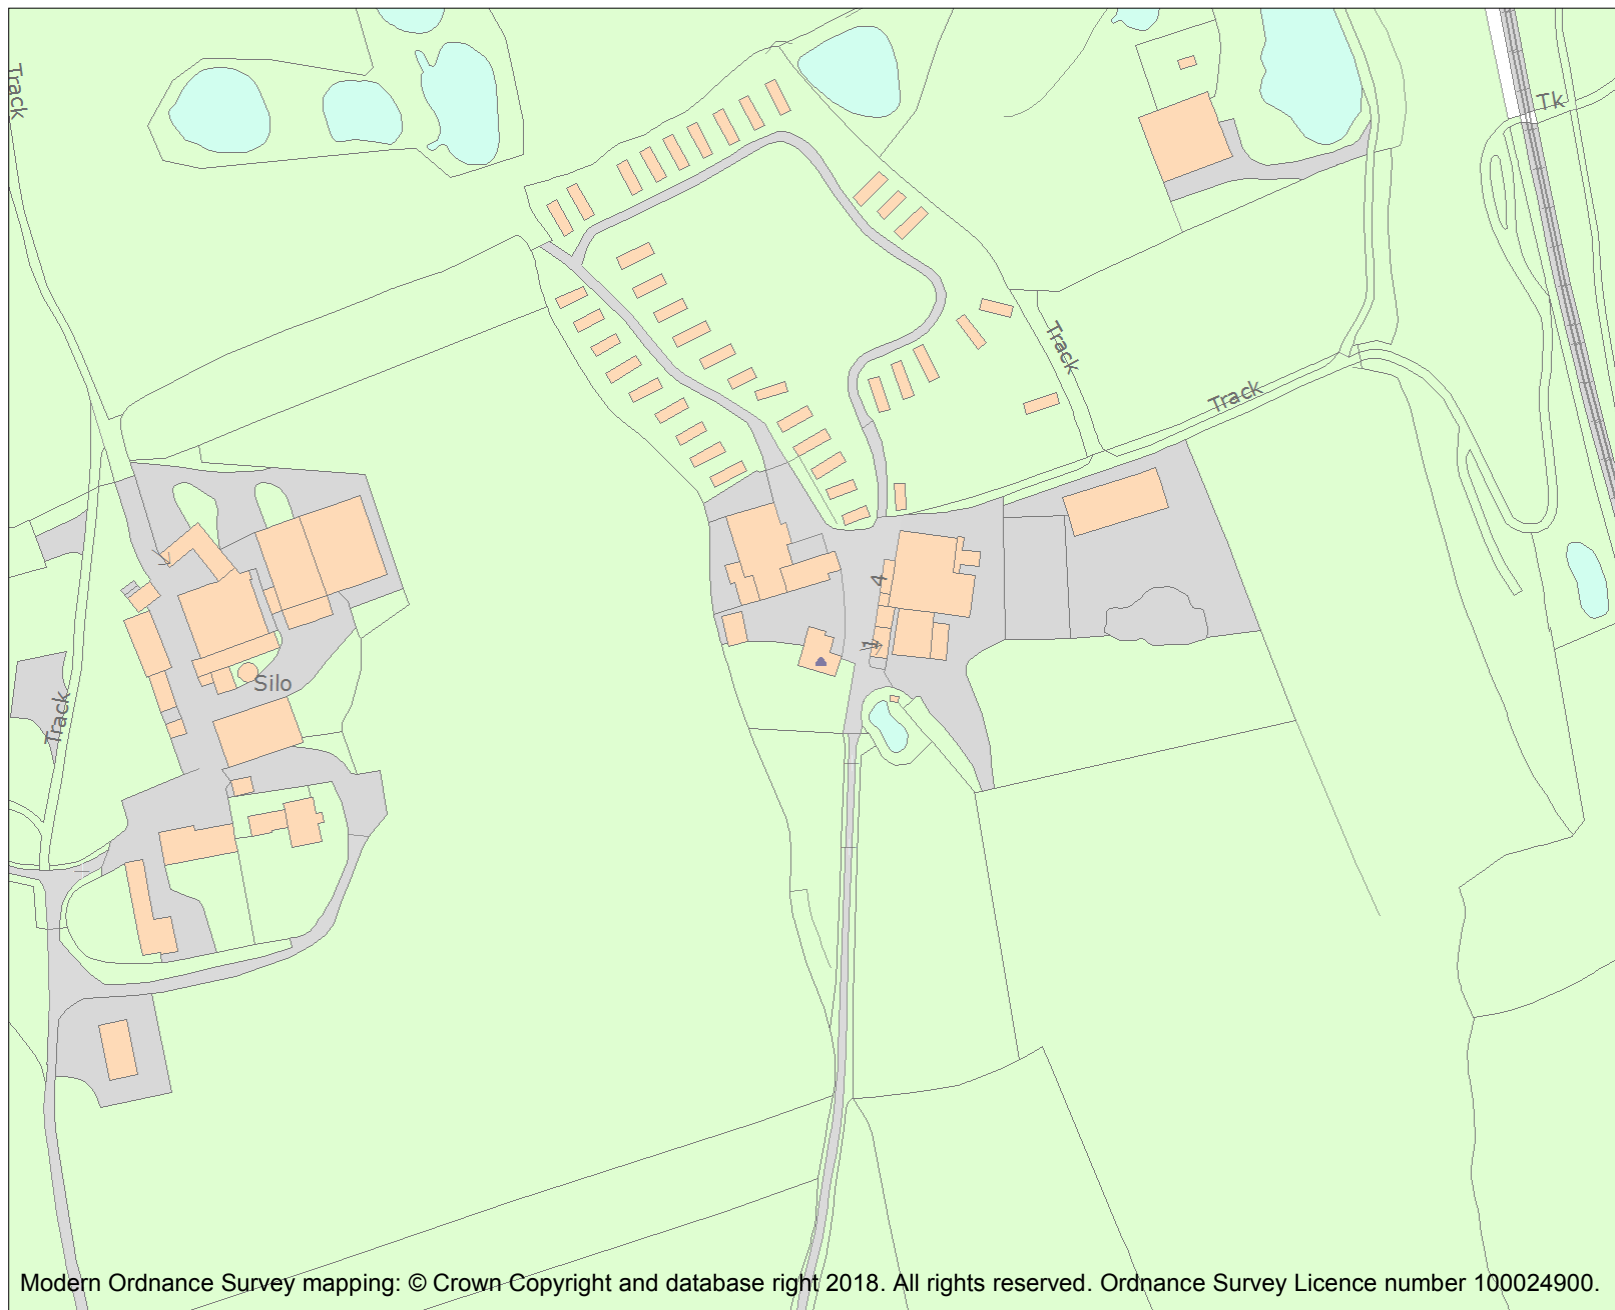 Track
Tk
Track
Track
4
1
Silo
Track
Modern Ordnance Survey mapping: © Crown Copyright and database right 2018. All rights reserved. Ordnance Survey Licence number 100024900.